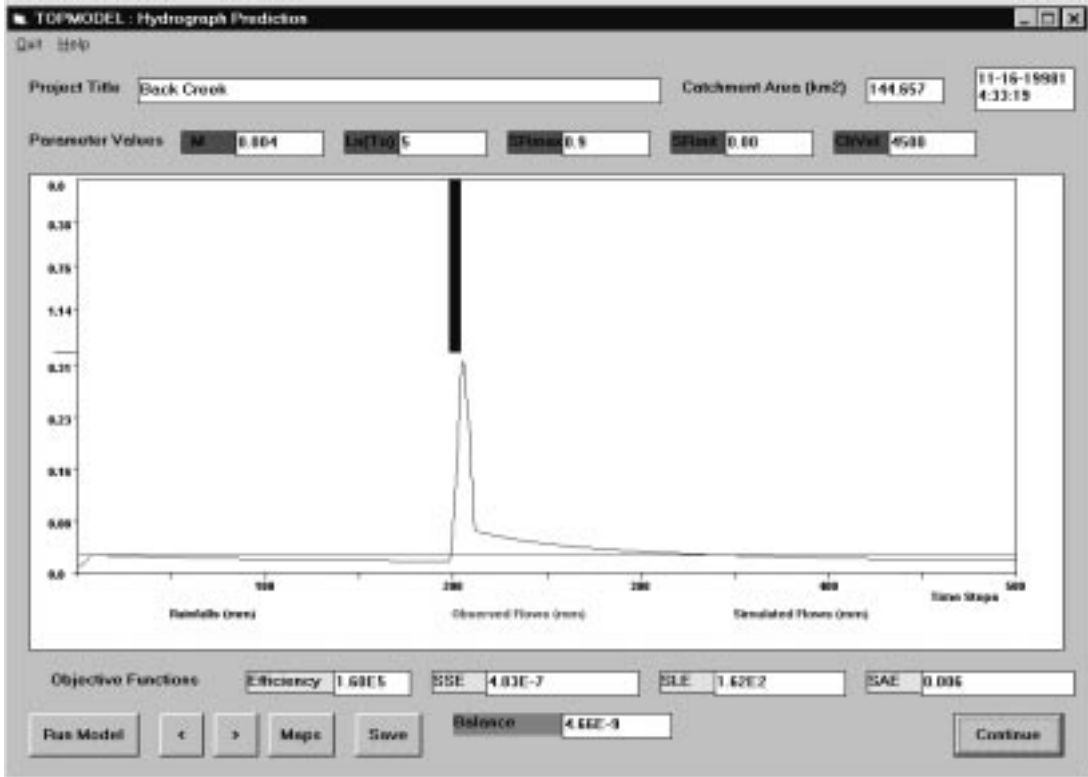 TOPMODEL : Hydrograph Prediction
Quit Help
Project Title Back Creek Catchment Area (km2) 144.657 11-16-19981
4:33:19
Parameter Values M 0.004 Ln(To) 5 SRmax 0.9 SRinit 0.00 ChVel 4500
0.0
0.38
0.75
1.14
0.31
0.23
0.16
0.08
0.0
100 200 200 400 500
Time Steps
Rainfalls (mm) Observed Flows (mm) Simulated Flows (mm)
Objective Functions Efficiency 1.60E5 SSE 4.83E-7 SLE 1.62E2 SAE 0.006
Balance 4.66E-9
Run Model < > Maps Save Continue